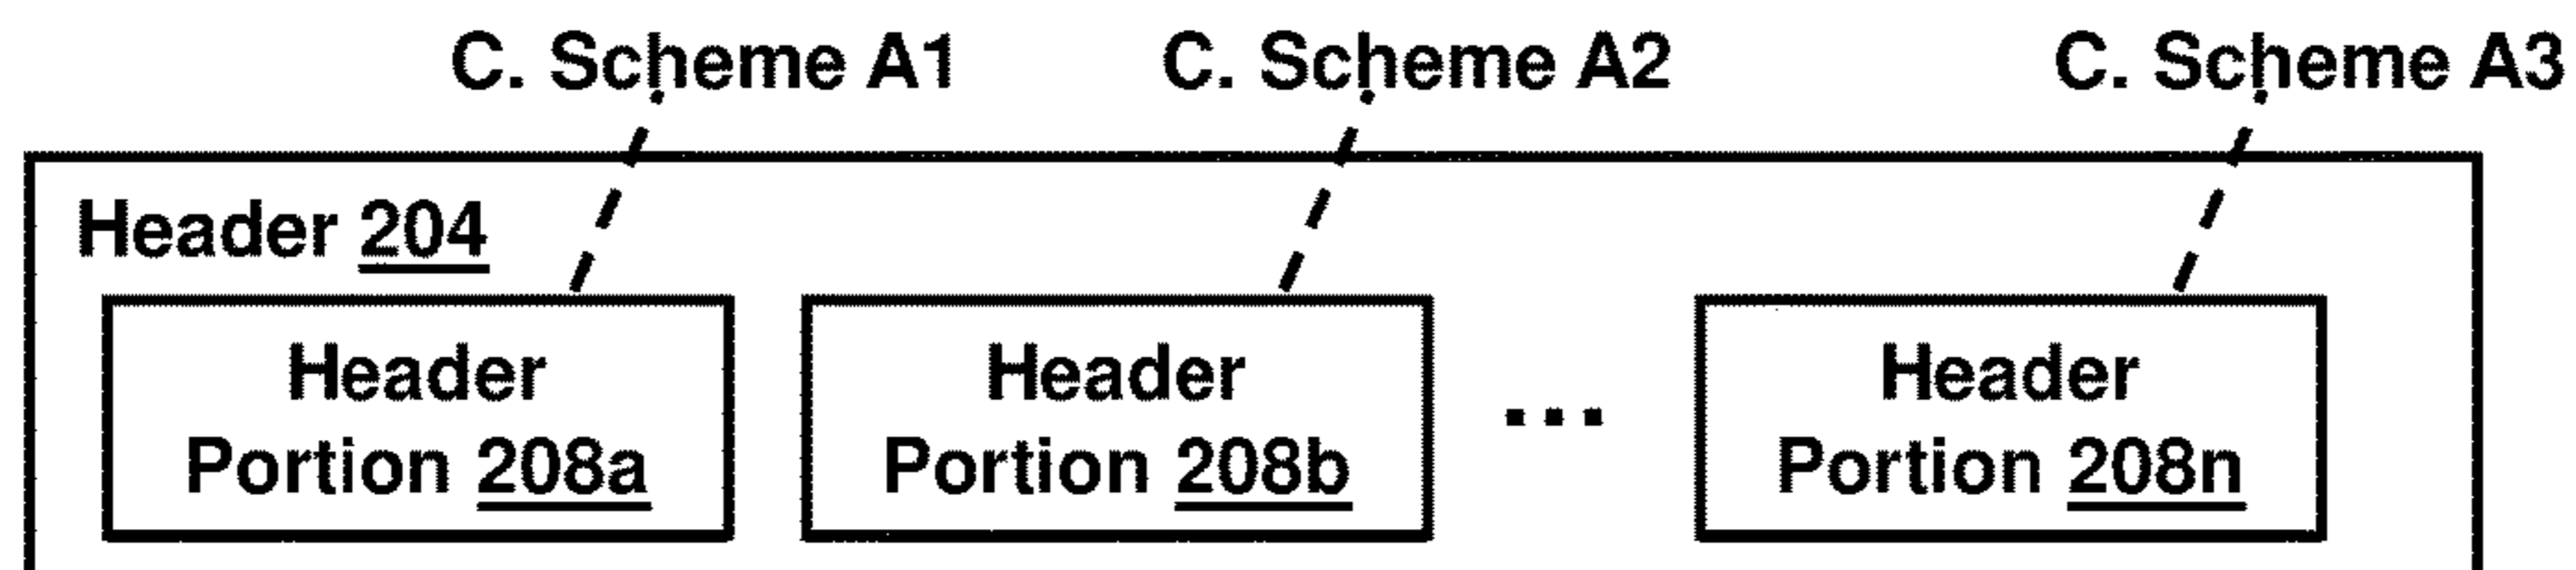 C. Scheme A1
C. Scheme A2
C. Scheme A3
Header 204
Header
Portion 208a
Header
Portion 208b
...
Header
Portion 208n